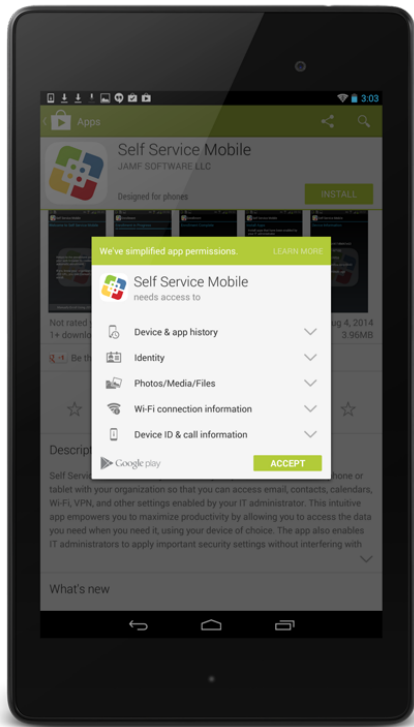 3:03
Apps
Self Service Mobile
JAMF SOFTWARE LLC
Designed for phones
INSTALL
We've simplified app permissions.
LEARN MORE
Self Service Mobile
needs access to
Device & app history
Identity
Photos/Media/Files
Wi-Fi connection information
Device ID & call information
Google play
ACCEPT
Not rated
ug 4, 2014
1+ downlo
3.96MB
Be th
Descript
Self Servi
hone or
tablet with your organization so that you can access email, contacts, calendars,
Wi-Fi, VPN, and other settings enabled by your IT administrator. This intuitive
app empowers you to maximize productivity by allowing you to access the data
you need when you need it, using your device of choice. The app also enables
IT administrators to apply important security settings without interfering with
What's new